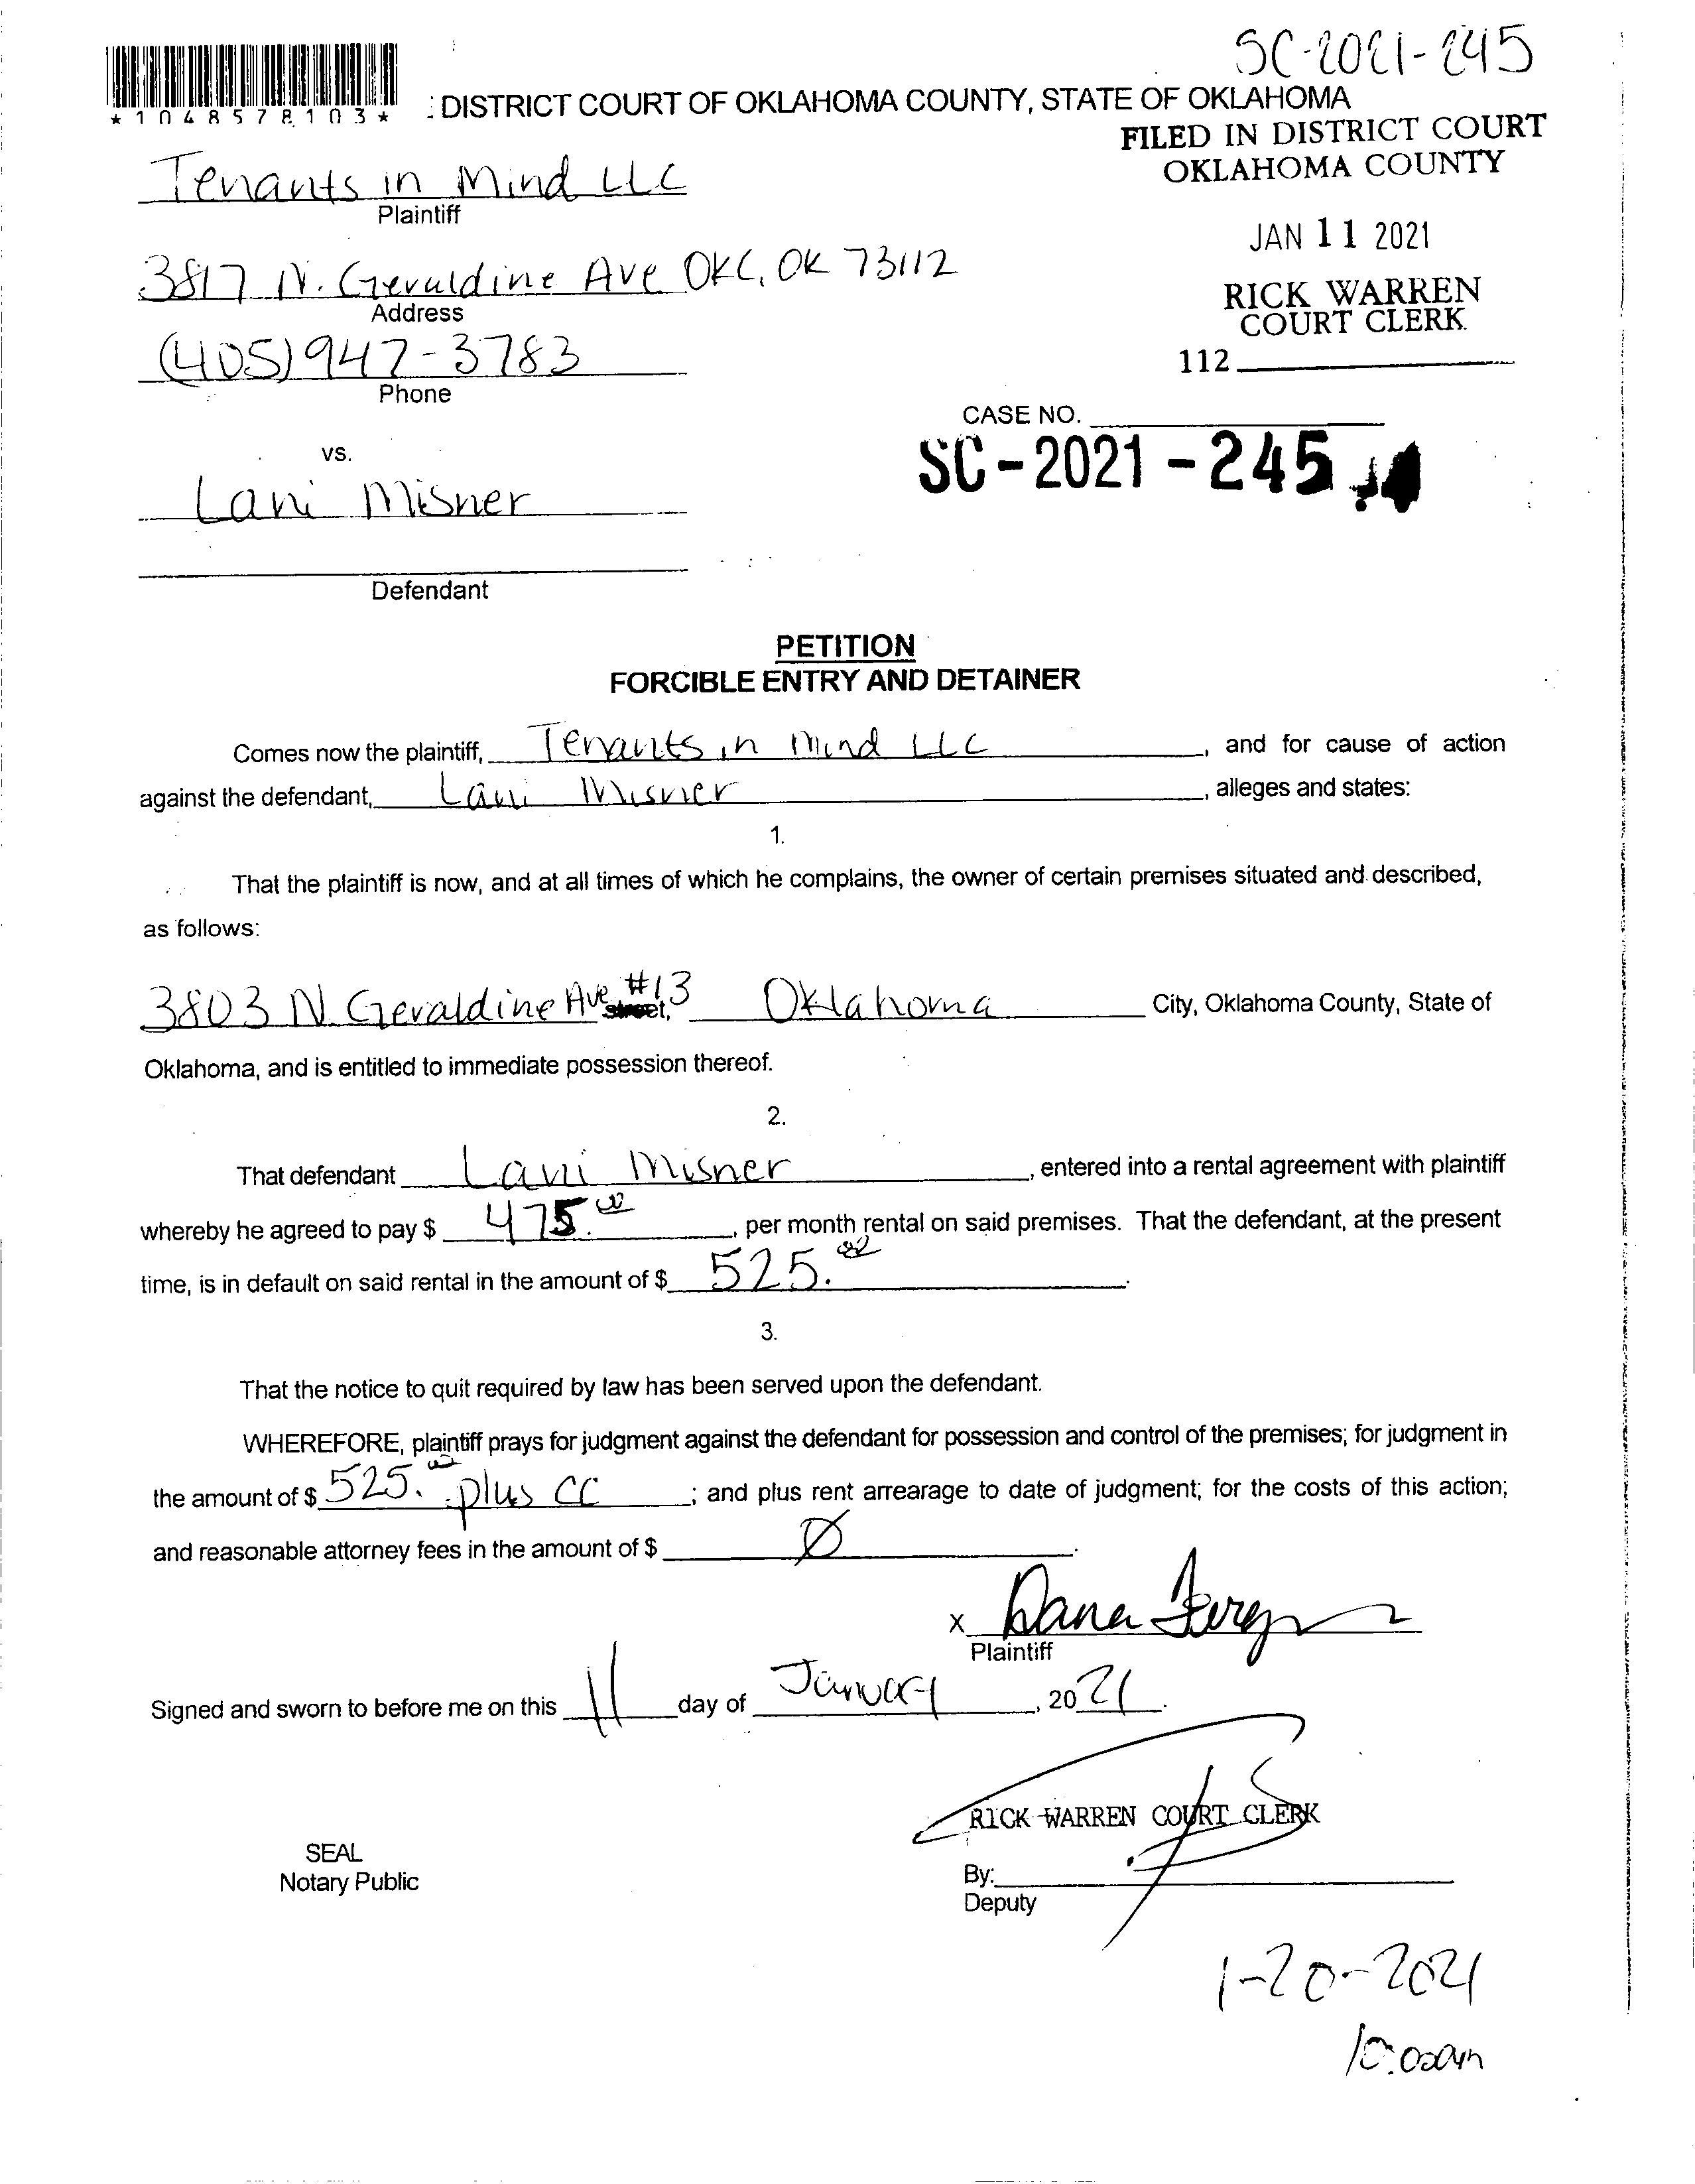 SC-2021-245
*1048578103*
: DISTRICT COURT OF OKLAHOMA COUNTY, STATE OF OKLAHOMA
FILED IN DISTRICT COURT
OKLAHOMA COUNTY
Tenants in Mind LLC
Plaintiff
JAN 11 2021
3817 N. Geraldine Ave OKC, OK 73112
Address
RICK WARREN
COURT CLERK
(405) 947-3783
Phone
112
CASE NO.
SC-2021-245
vs.
Lani Misner
Defendant
PETITION
FORCIBLE ENTRY AND DETAINER
Comes now the plaintiff, Tenants in Mind LLC, and for cause of action
against the defendant, Lani Misner, alleges and states:
1.
That the plaintiff is now, and at all times of which he complains, the owner of certain premises situated and described,
as follows:
3803 N. Geraldine Ave #13 street, Oklahoma City, Oklahoma County, State of
Oklahoma, and is entitled to immediate possession thereof.
2.
That defendant Lani Misner, entered into a rental agreement with plaintiff
whereby he agreed to pay $ 475.00, per month rental on said premises. That the defendant, at the present
time, is in default on said rental in the amount of $ 525.00.
3.
That the notice to quit required by law has been served upon the defendant.
WHEREFORE, plaintiff prays for judgment against the defendant for possession and control of the premises; for judgment in
the amount of $ 525.00 plus CC; and plus rent arrearage to date of judgment; for the costs of this action;
and reasonable attorney fees in the amount of $ Ø.
x Dana
Plaintiff
Signed and sworn to before me on this 11 day of January, 2021.
RICK WARREN COURT CLERK
SEAL
Notary Public
By:
Deputy
1-20-2021
10:00am